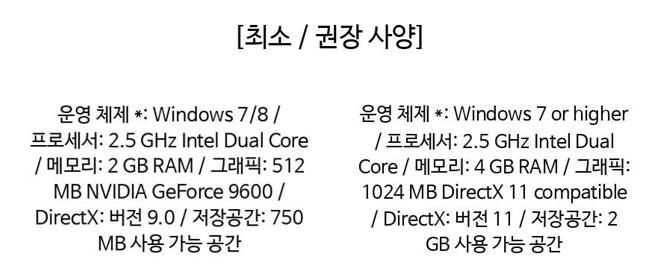 [최소 / 권장 사양]
운영 체제 *: Windows 7/8 /
프로세서: 2.5 GHz Intel Dual Core
/ 메모리: 2 GB RAM / 그래픽: 512
MB NVIDIA GeForce 9600 /
DirectX: 버전 9.0 / 저장공간: 750
MB 사용 가능 공간
운영 체제 *: Windows 7 or higher
/ 프로세서: 2.5 GHz Intel Dual
Core / 메모리: 4 GB RAM / 그래픽:
1024 MB DirectX 11 compatible
/ DirectX: 버전 11 / 저장공간: 2
GB 사용 가능 공간